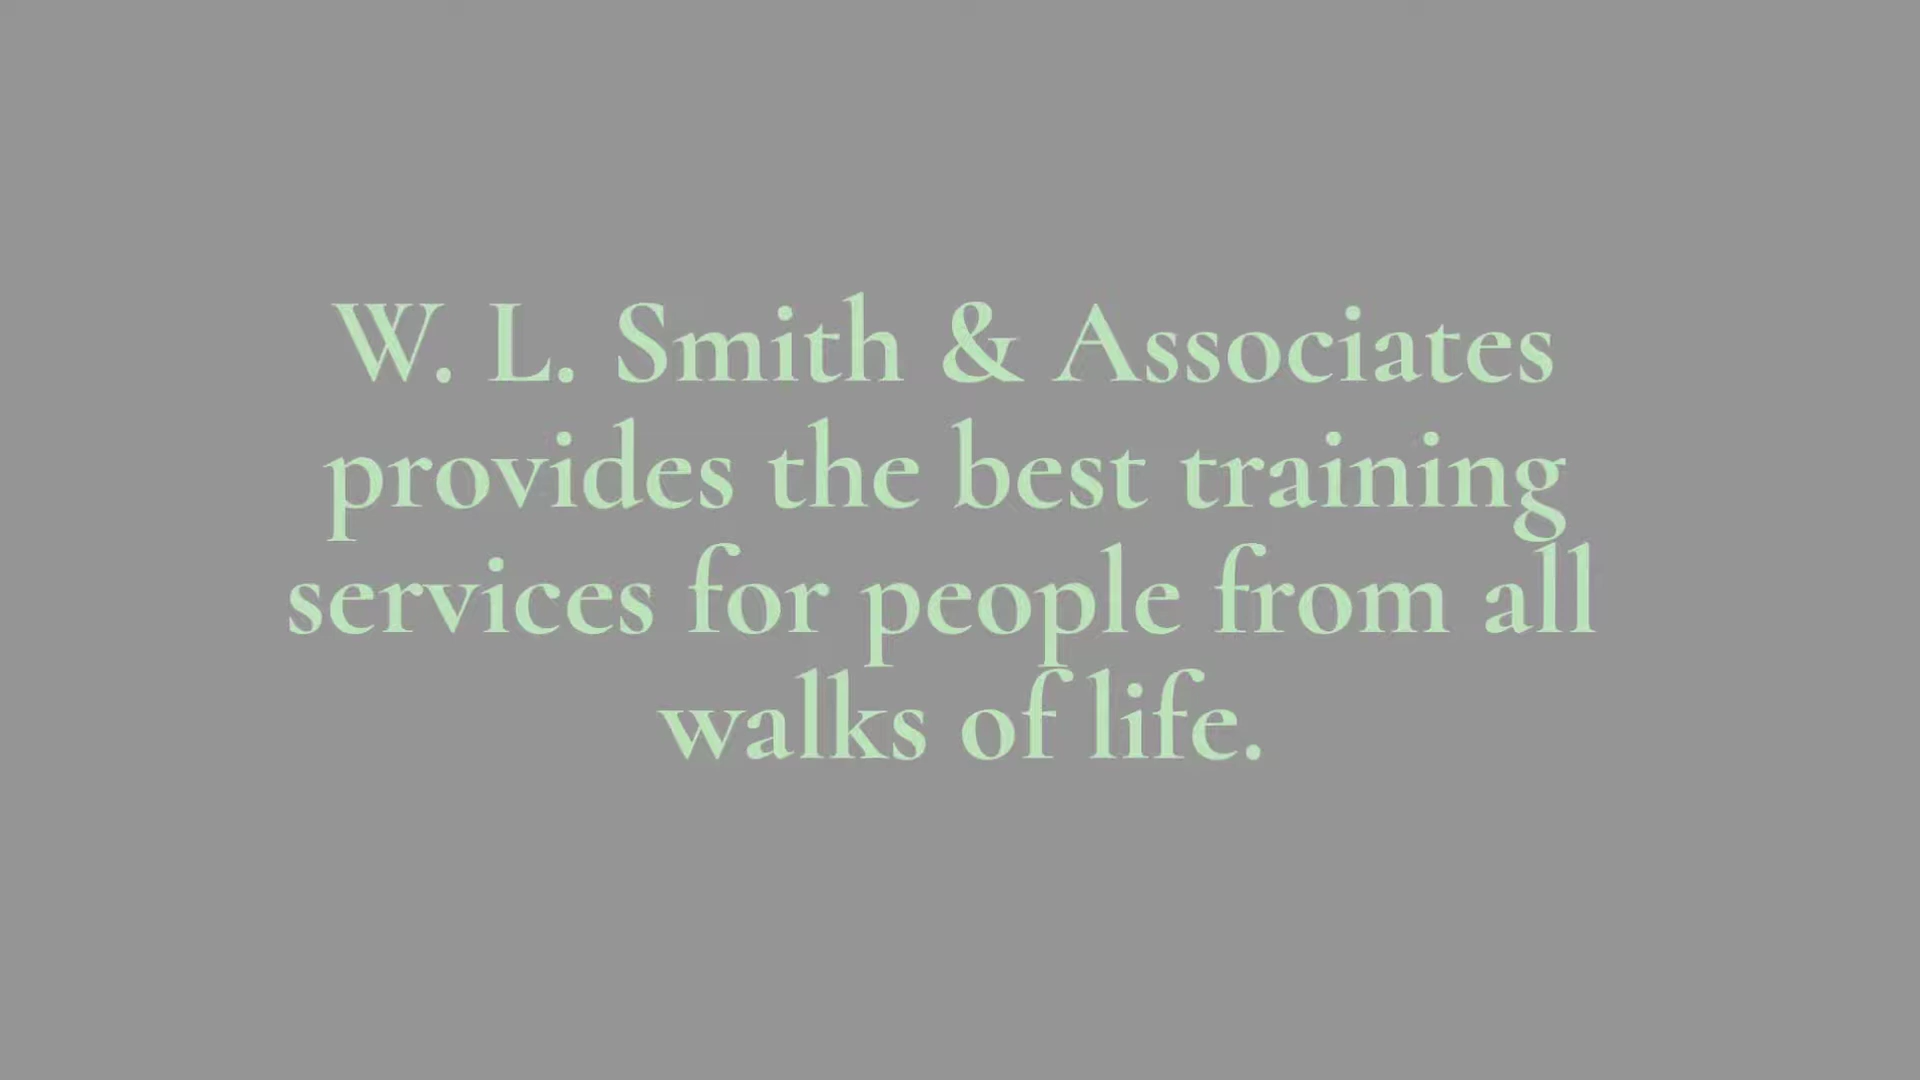 W. L. Smith & Associates
provides the best training
services for people from all
walks of life.